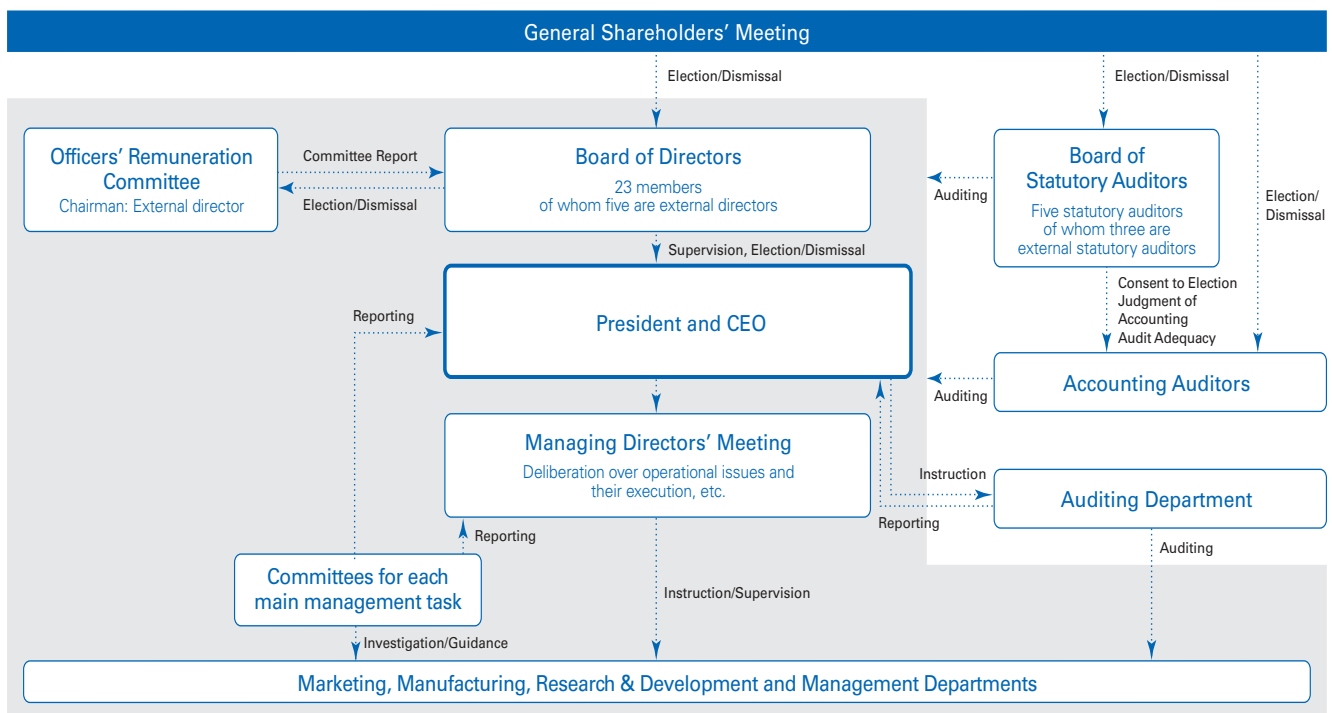 General Shareholders’ Meeting
Election/Dismissal
Election/Dismissal
Officers’ Remuneration
Committee
Chairman: External director
Committee Report
Election/Dismissal
Board of Directors
23 members
of whom five are external directors
Auditing
Board of
Statutory Auditors
Five statutory auditors
of whom three are
external statutory auditors
Election/
Dismissal
Supervision, Election/Dismissal
Consent to Election
Judgment of
Accounting
Audit Adequacy
Reporting
President and CEO
Auditing
Accounting Auditors
Managing Directors’ Meeting
Deliberation over operational issues and
their execution, etc.
Instruction
Reporting
Auditing Department
Reporting
Auditing
Committees for each
main management task
Instruction/Supervision
Investigation/Guidance
Marketing, Manufacturing, Research & Development and Management Departments